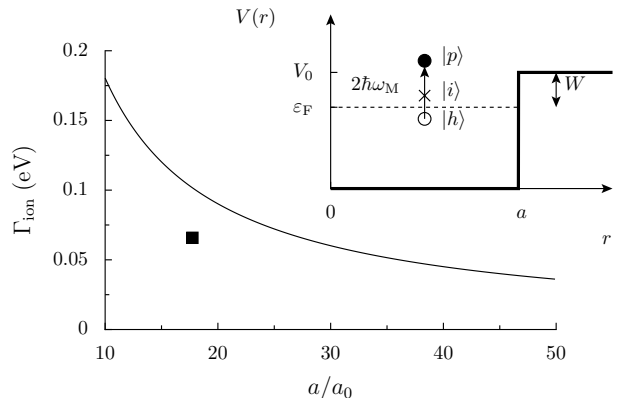 V(r)
0.2
0.15
0.1
0.05
0
Γ_ion (eV)
10
20
30
40
50
a/a_0
V_0
ε_F
2ħω_M
|p⟩
|i⟩
|h⟩
W
0
a
r